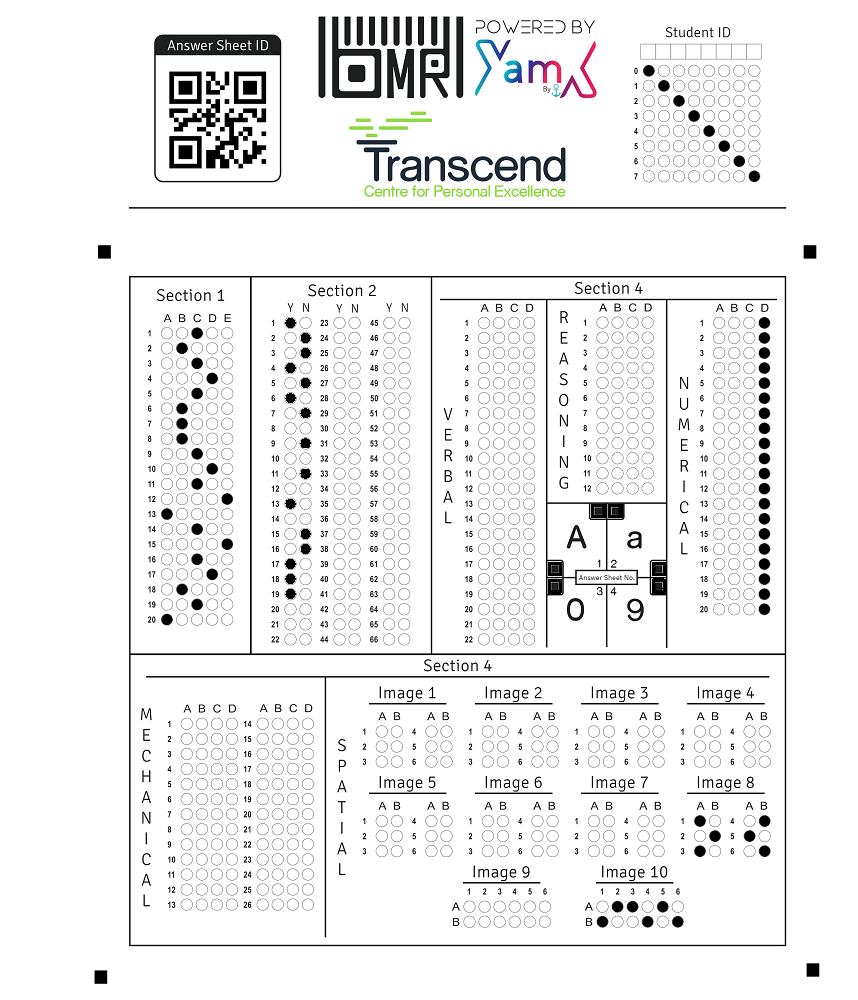 Answer Sheet ID
OMR
POWERED BY
YamX
By
Transcend
Centre for Personal Excellence
Student ID
0
1
2
3
4
5
6
7
Section 1
A B C D E
1
2
3
4
5
6
7
8
9
10
11
12
13
14
15
16
17
18
19
20
Section 2
Y N Y N Y N
1 23 45
2 24 46
3 25 47
4 26 48
5 27 49
6 28 50
7 29 51
8 30 52
9 31 53
10 32 54
11 33 55
12 34 56
13 35 57
14 36 58
15 37 59
16 38 60
17 39 61
18 40 62
19 41 63
20 42 64
21 43 65
22 44 66
Section 4
VERBAL
A B C D
1
2
3
4
5
6
7
8
9
10
11
12
13
14
15
16
17
18
19
20
21
22
REASONING
A B C D
1
2
3
4
5
6
7
8
9
10
11
12
A a
1 2
Answer Sheet No.
3 4
0 9
NUMERICAL
A B C D
1
2
3
4
5
6
7
8
9
10
11
12
13
14
15
16
17
18
19
20
Section 4
MECHANICAL
A B C D A B C D
1 14
2 15
3 16
4 17
5 18
6 19
7 20
8 21
9 22
10 23
11 24
12 25
13 26
SPATIAL
Image 1 Image 2 Image 3 Image 4
A B A B A B A B A B A B A B A B
1 4 1 4 1 4 1 4
2 5 2 5 2 5 2 5
3 6 3 6 3 6 3 6
Image 5 Image 6 Image 7 Image 8
A B A B A B A B A B A B A B A B
1 4 1 4 1 4 1 4
2 5 2 5 2 5 2 5
3 6 3 6 3 6 3 6
Image 9 Image 10
1 2 3 4 5 6 1 2 3 4 5 6
A A
B B